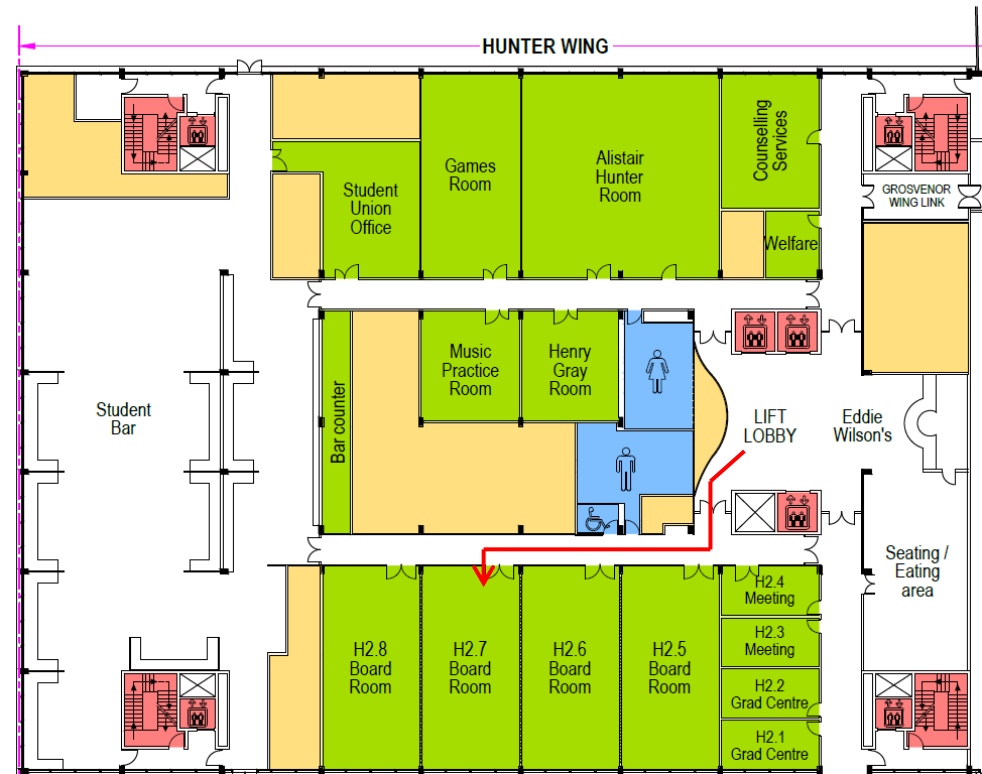 HUNTER WING
Games
Room
Alistair
Hunter
Room
Counselling
Services
Student
Union
Office
GROSVENOR
WING LINK
Welfare
Music
Practice
Room
Henry
Gray
Room
Student
Bar
Bar counter
LIFT
LOBBY
Eddie
Wilson's
Seating /
Eating
area
H2.8
Board
Room
H2.7
Board
Room
H2.6
Board
Room
H2.5
Board
Room
H2.4
Meeting
H2.3
Meeting
H2.2
Grad Centre
H2.1
Grad Centre